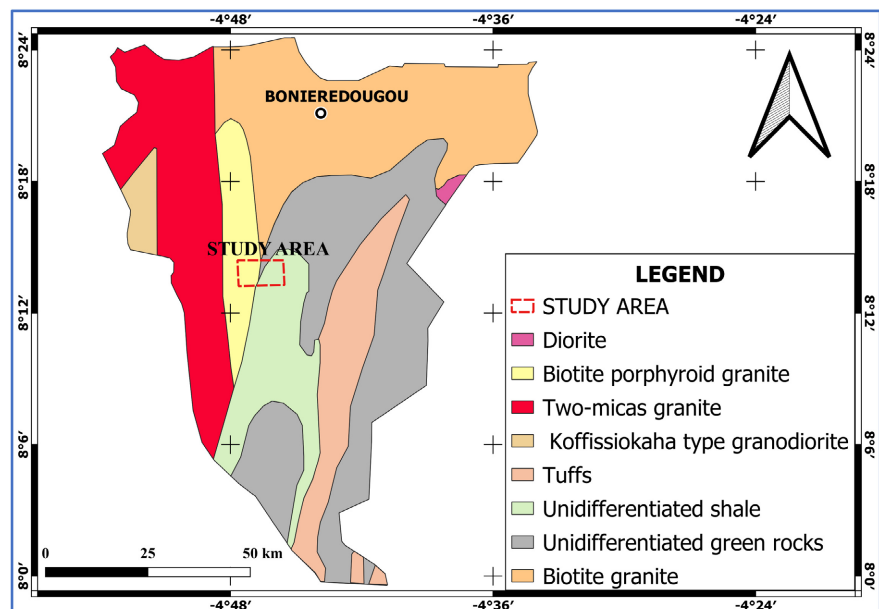 -4°48′ -4°36′ -4°24′
8°24′ 8°24′
BONIEREDOUGOU
8°18′ 8°18′
STUDY AREA
LEGEND
STUDY AREA
8°12′ 8°12′
Diorite
Biotite porphyroid granite
Two-micas granite
Koffissiokaha type granodiorite
8°6′ 8°6′
Tuffs
Unidifferentiated shale
Unidifferentiated green rocks
0 25 50 km
8°0′ 8°0′
Biotite granite
-4°48′ -4°36′ -4°24′